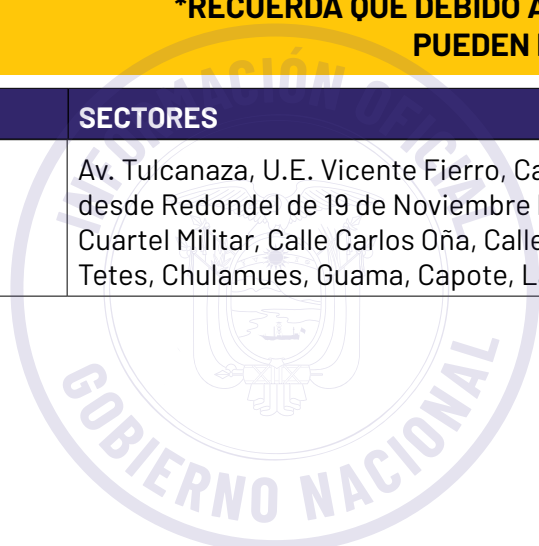 *RECUERDA QUE DEBIDO A
PUEDEN
SECTORES
Av. Tulcanaza, U.E. Vicente Fierro,
desde Redondel de 19 de Noviembre
Cuartel Militar, Calle Carlos Oña, Calle
Tetes, Chulamues, Guama, Capote,
INFORMACIÓN OFICIAL
GOBIERNO NACIONAL